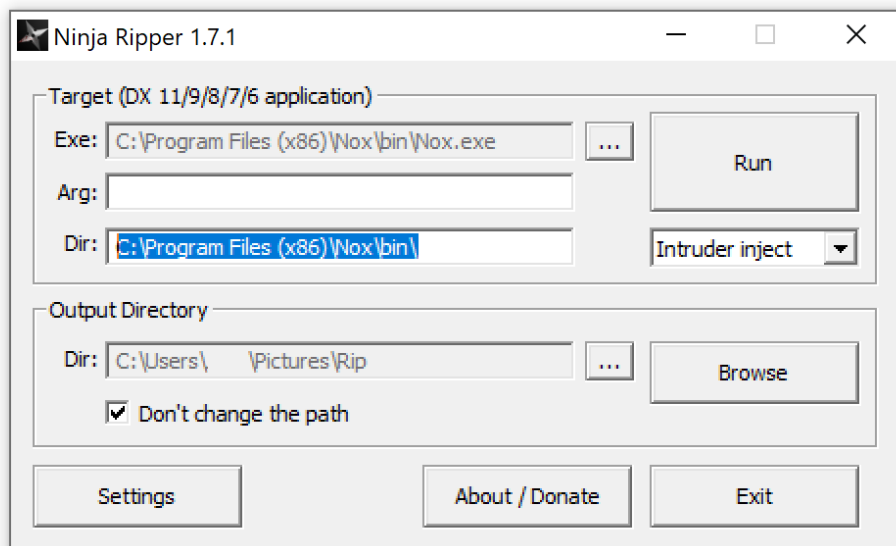 Ninja Ripper 1.7.1
Target (DX 11/9/8/7/6 application)
Exe: C:\Program Files (x86)\Nox\bin\Nox.exe ...
Run
Arg:
Dir: C:\Program Files (x86)\Nox\bin\
Intruder inject
Output Directory
Dir: C:\Users\ \Pictures\Rip ...
Browse
Don't change the path
Settings About / Donate Exit